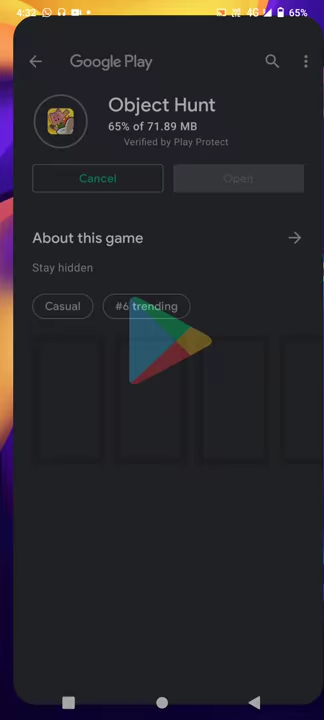 4:32
4G
65%
Google Play
Object Hunt
65% of 71.89 MB
Verified by Play Protect
Cancel
Open
About this game
Stay hidden
Casual
#6 trending